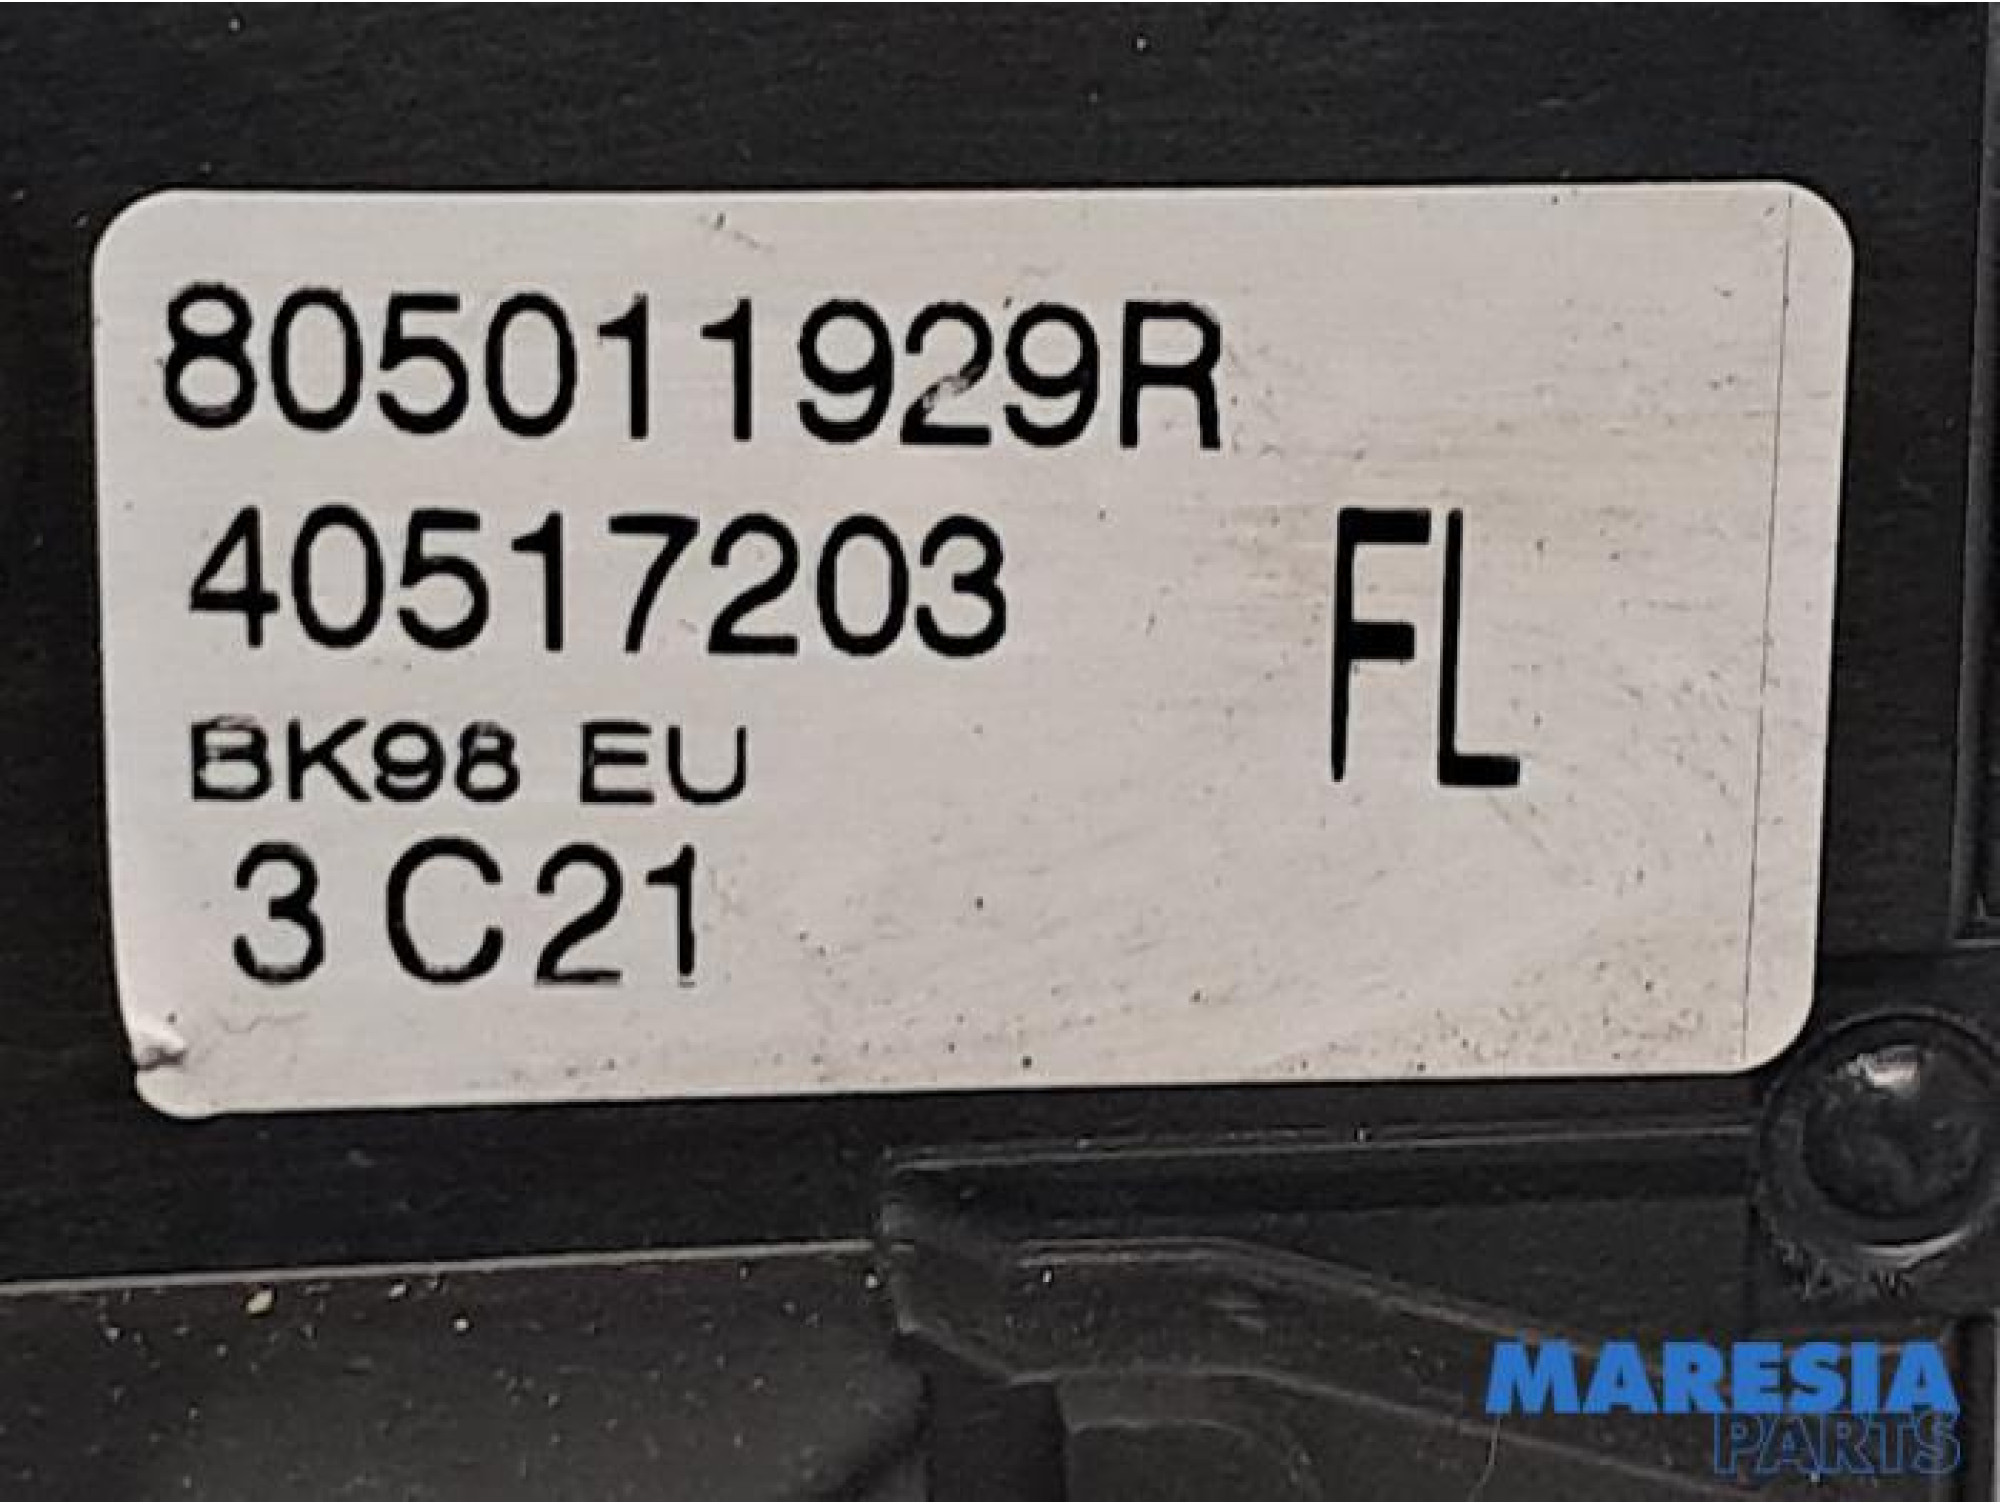 805011929R
40517203
FL
BK98 EU
3 C21
MARESIA
PARTS